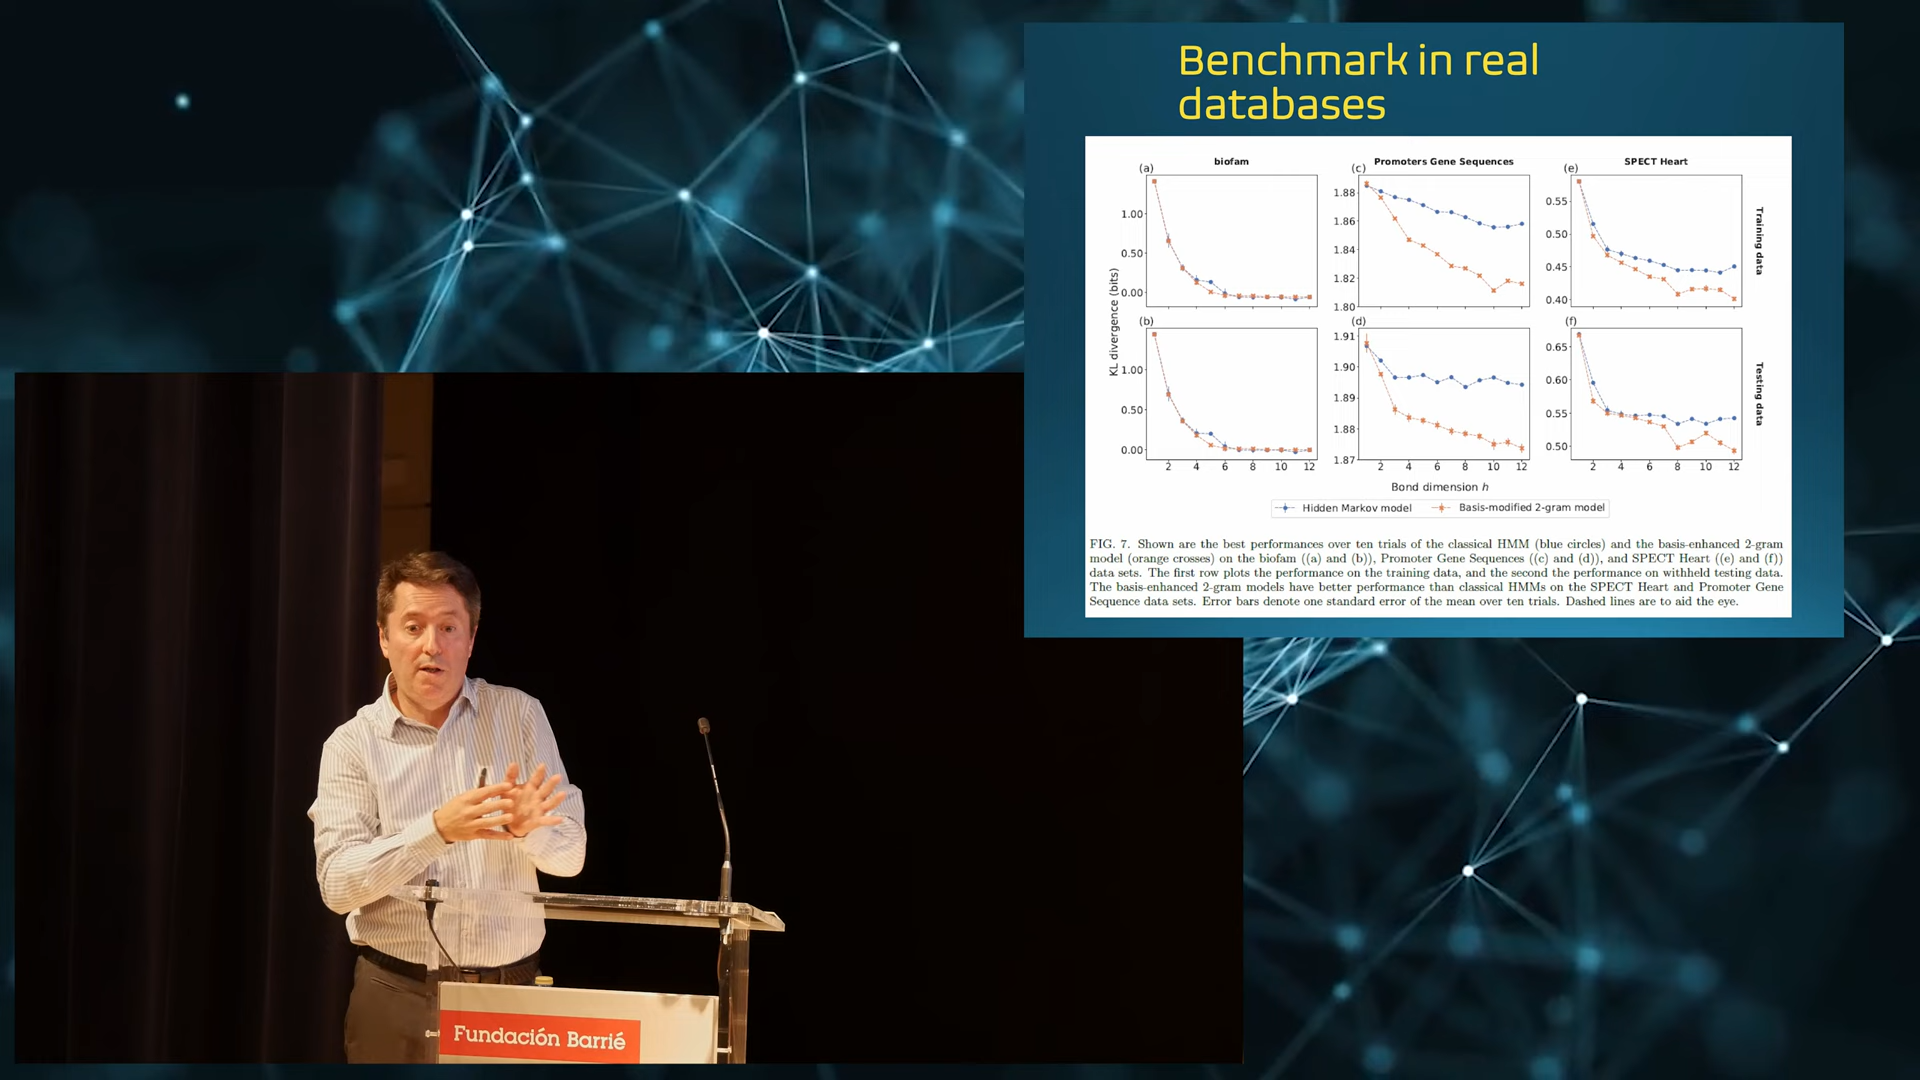 Benchmark in real
databases
biofam
Promoters Gene Sequences
SPECT Heart
(a)
(c)
(e)
1.00
0.50
0.00
1.88
1.86
1.84
1.82
1.80
0.55
0.50
0.45
0.40
Training data
KL divergence (bits)
(b)
(d)
(f)
1.00
0.50
0.00
1.91
1.90
1.89
1.88
1.87
0.65
0.60
0.55
0.50
Testing data
2 4 6 8 10 12
2 4 6 8 10 12
2 4 6 8 10 12
Bond dimension h
Hidden Markov model
Basis-modified 2-gram model
FIG. 7. Shown are the best performances over ten trials of the classical HMM (blue circles) and the basis-enhanced 2-gram
model (orange crosses) on the biofam ((a) and (b)), Promoter Gene Sequences ((c) and (d)), and SPECT Heart ((e) and (f))
data sets. The first row plots the performance on the training data, and the second the performance on withheld testing data.
The basis-enhanced 2-gram models have better performance than classical HMMs on the SPECT Heart and Promoter Gene
Sequence data sets. Error bars denote one standard error of the mean over ten trials. Dashed lines are to aid the eye.
Fundación Barrié